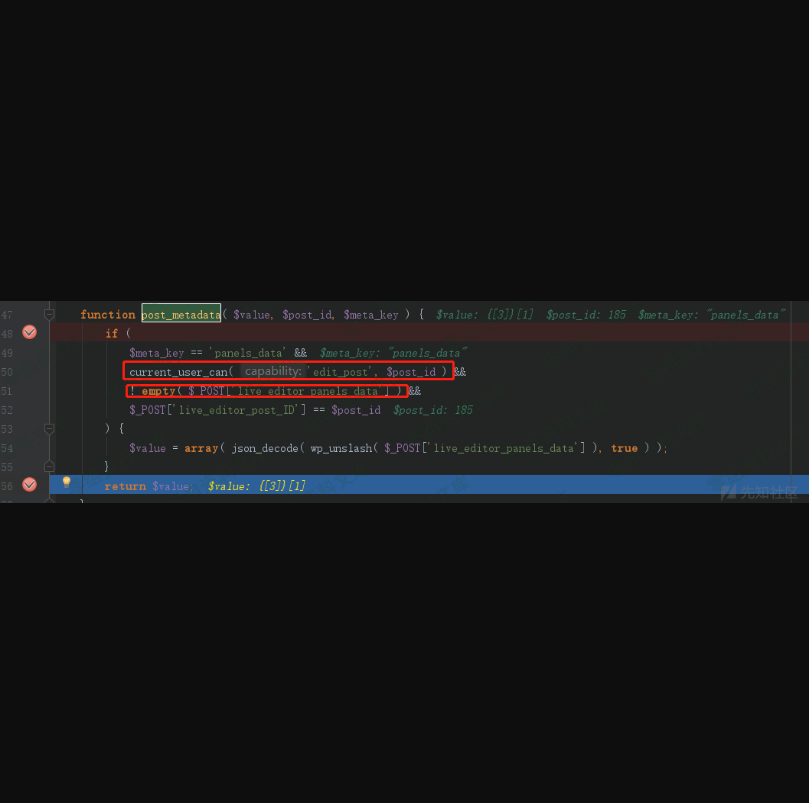 47 function post_metadata( $value, $post_id, $meta_key ) { $value: {[3]}[1] $post_id: 185 $meta_key: "panels_data"
48 if (
49 $meta_key == 'panels_data' && $meta_key: "panels_data"
50 current_user_can( capability: 'edit_post', $post_id ) &&
51 ! empty( $_POST['live_editor_panels_data'] ) &&
52 $_POST['live_editor_post_ID'] == $post_id $post_id: 185
53 ) {
54 $value = array( json_decode( wp_unslash( $_POST['live_editor_panels_data'] ), true ) );
55 }
56 return $value; $value: {[3]}[1]
先知社区